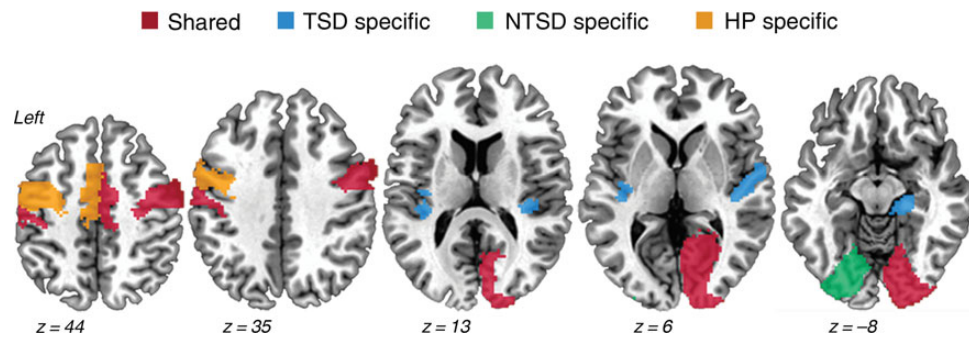 Shared TSD specific NTSD specific HP specific
Left
z = 44 z = 35 z = 13 z = 6 z = –8